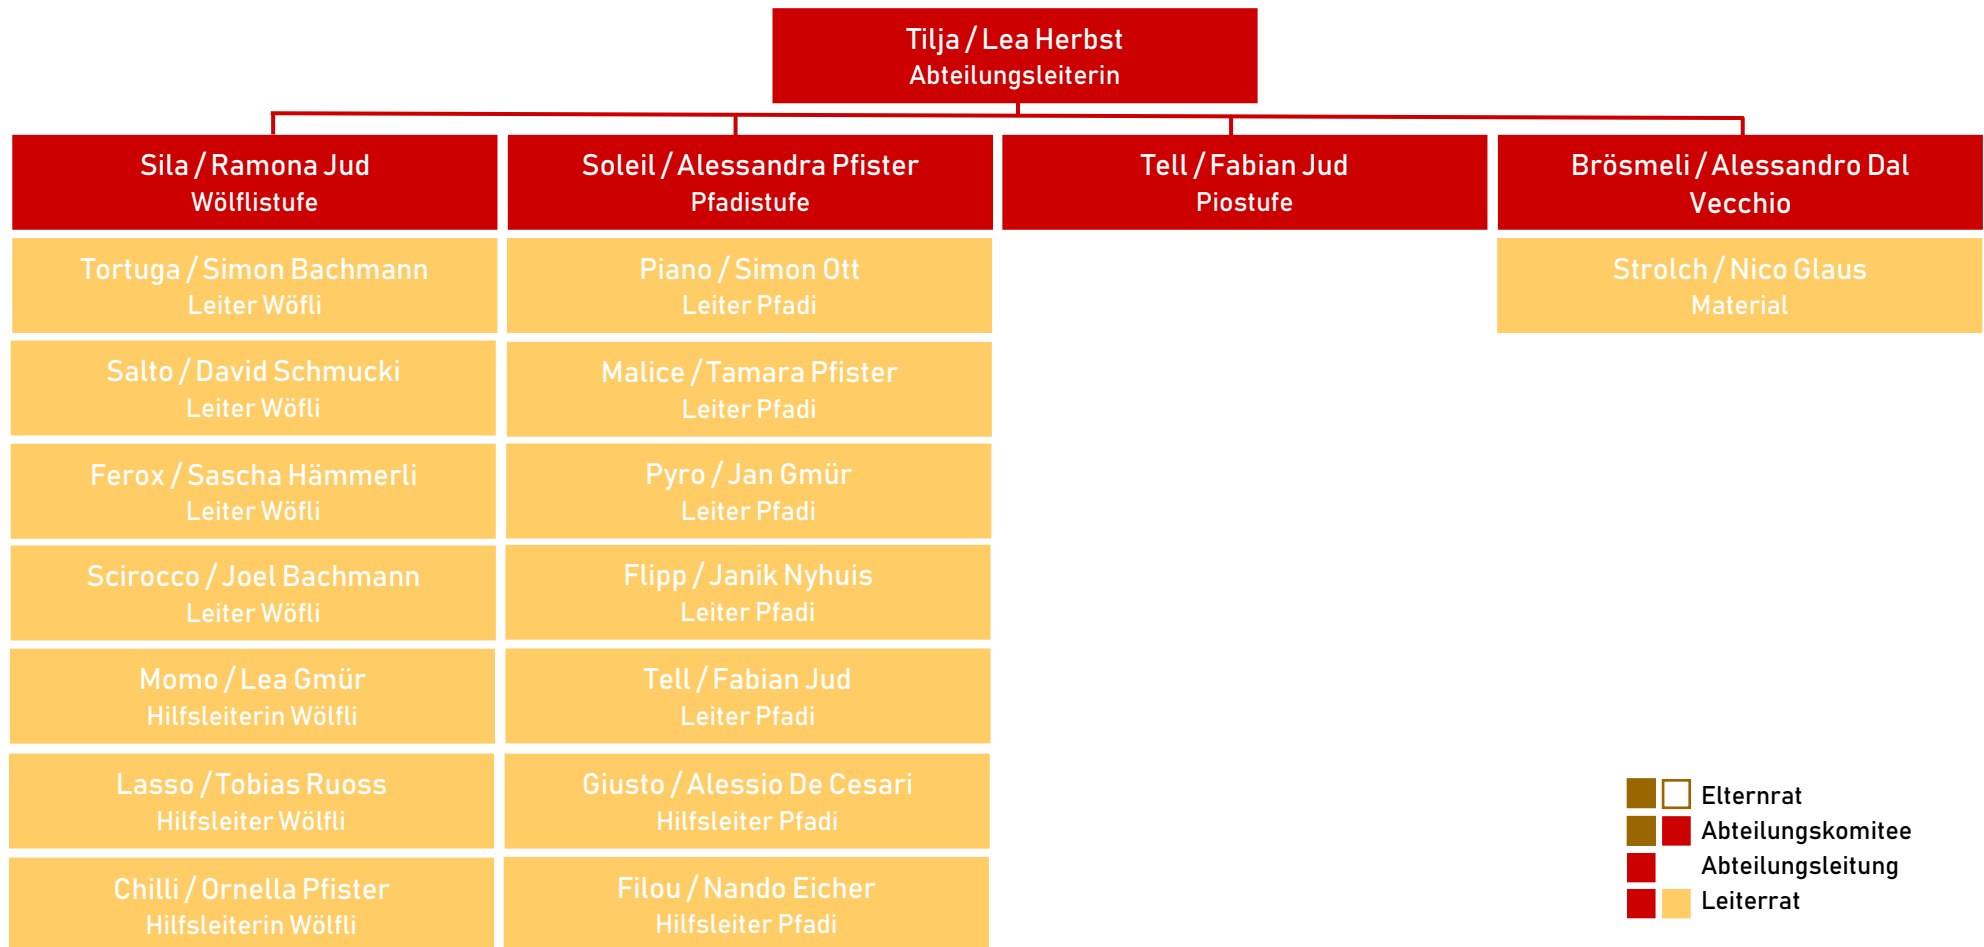 Tilja / Lea Herbst
Abteilungsleiterin
Sila / Ramona Jud
Wölflistufe
Soleil / Alessandra Pfister
Pfadistufe
Tell / Fabian Jud
Piostufe
Brösmeli / Alessandro Dal
Vecchio
Tortuga / Simon Bachmann
Leiter Wöfli
Salto / David Schmucki
Leiter Wöfli
Ferox / Sascha Hämmerli
Leiter Wöfli
Scirocco / Joel Bachmann
Leiter Wöfli
Momo / Lea Gmür
Hilfsleiterin Wölfli
Lasso / Tobias Ruoss
Hilfsleiter Wölfli
Chilli / Ornella Pfister
Hilfsleiterin Wölfli
Piano / Simon Ott
Leiter Pfadi
Malice / Tamara Pfister
Leiter Pfadi
Pyro / Jan Gmür
Leiter Pfadi
Flipp / Janik Nyhuis
Leiter Pfadi
Tell / Fabian Jud
Leiter Pfadi
Giusto / Alessio De Cesari
Hilfsleiter Pfadi
Filou / Nando Eicher
Hilfsleiter Pfadi
Strolch / Nico Glaus
Material
Elternrat
Abteilungskomitee
Abteilungsleitung
Leiterrat